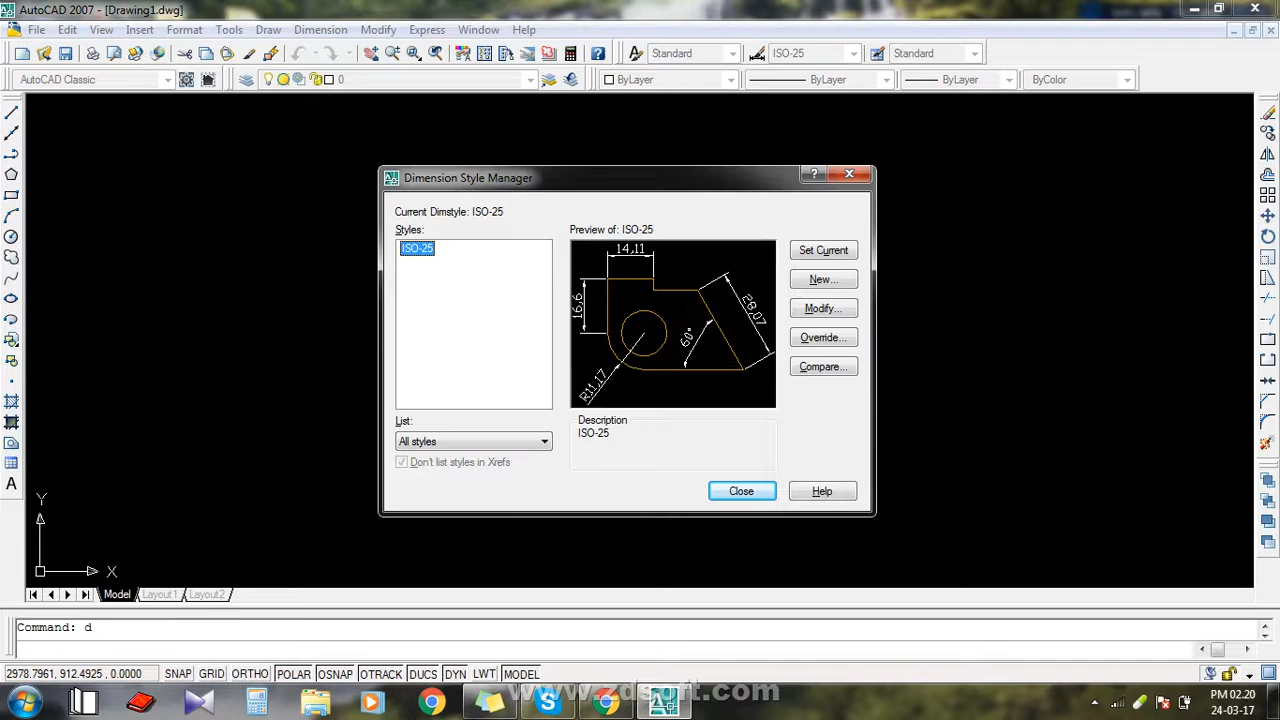 AutoCAD 2007 - [Drawing1.dwg]
File Edit View Insert Format Tools Draw Dimension Modify Express Window Help
Standard ISO-25 Standard
AutoCAD Classic 0 ByLayer ByLayer ByLayer ByColor
Dimension Style Manager
Current Dimstyle: ISO-25
Styles:
ISO-25
Preview of: ISO-25
14,11
16,6
28,07
60°
R11,17
Set Current
New...
Modify...
Override...
Compare...
List:
All styles
Don't list styles in Xrefs
Description
ISO-25
Close Help
Y
X
Model Layout1 Layout2
Command: d
2978.7961, 912.4925 , 0.0000 SNAP GRID ORTHO POLAR OSNAP OTRACK DUCS DYN LWT MODEL
www.zdsoft.com
PM 02.20
24-03-17